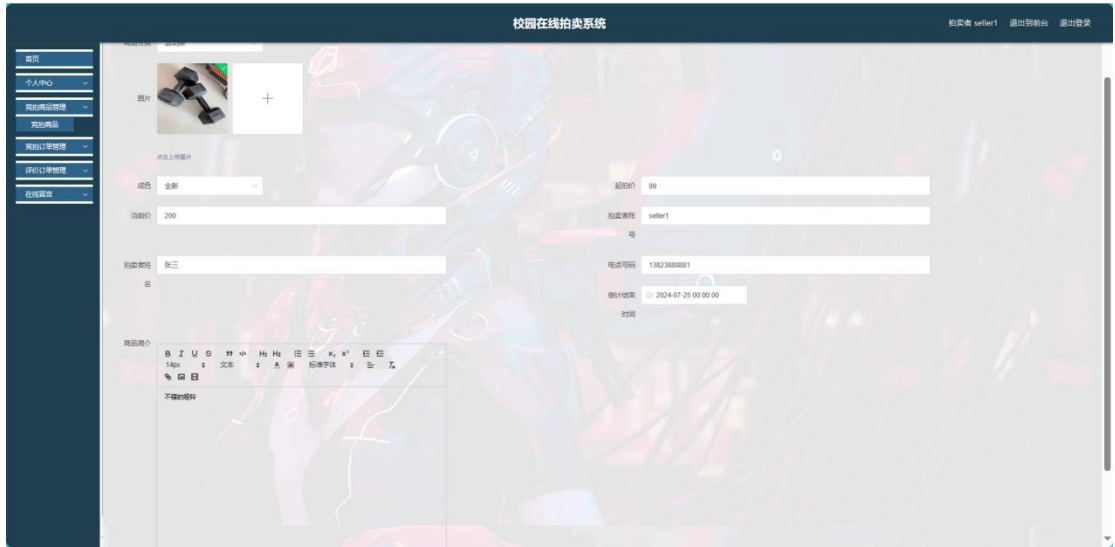 校园在线拍卖系统
拍卖者 seller1 退出到前台 退出登录
首页
个人中心
竞拍商品管理
竞拍商品
竞拍订单管理
评价订单管理
在线留言
图片
点击上传图片
成色 全新
起拍价 99
当前价 200
拍卖者账号 seller1
拍卖者姓名 张三
电话号码 13823888881
倒计结束时间 2024-07-25 00:00:00
商品简介
B I U S ” </> H₁ H₂ x₂ x²
14px 文本 A 标准字体
不错的哑铃